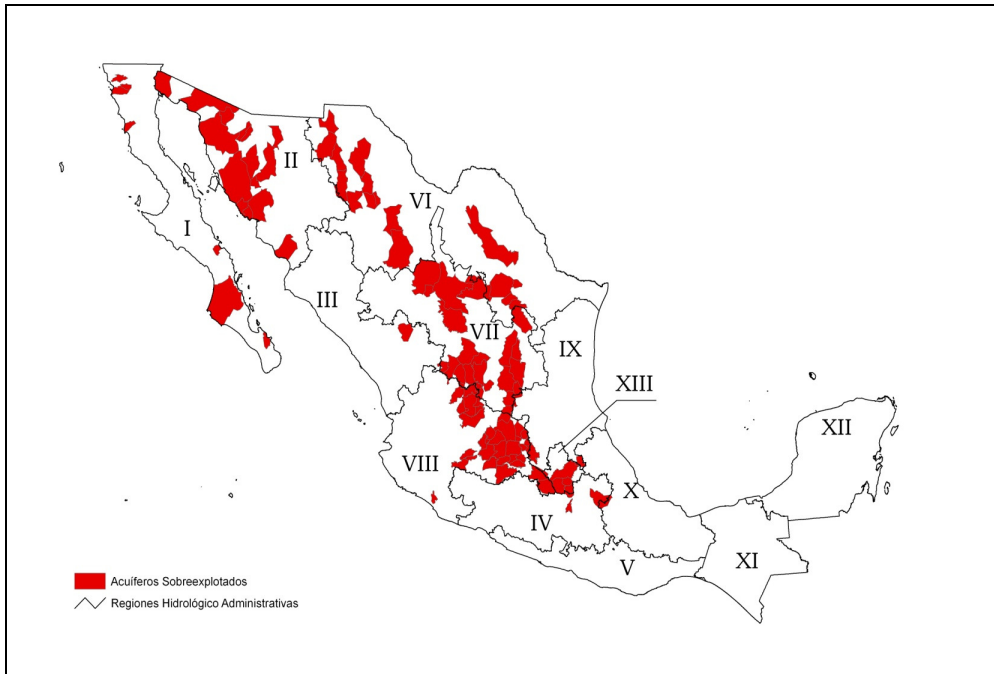 II
VI
I
III
VII
IX
XIII
XII
VIII
X
IV
XI
V
Acuíferos Sobreexplotados
Regiones Hidrológico Administrativas